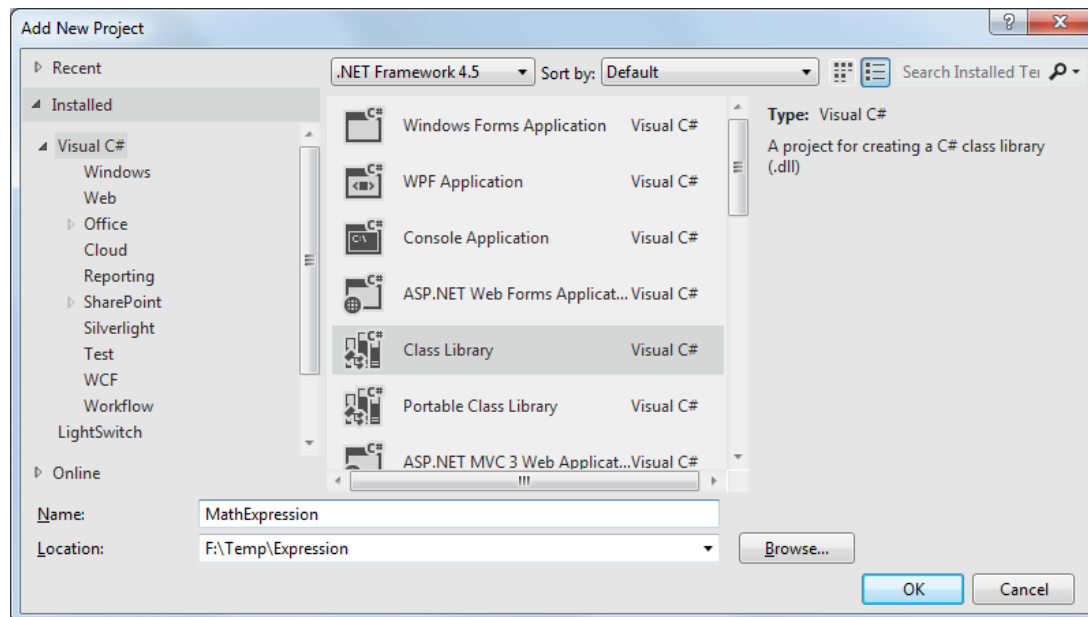 Add New Project
Recent
.NET Framework 4.5 Sort by: Default Search Installed Te
Installed
Visual C#
Windows
Web
Office
Cloud
Reporting
SharePoint
Silverlight
Test
WCF
Workflow
LightSwitch
Online
C# Windows Forms Application Visual C#
C# WPF Application Visual C#
C# C:\ Console Application Visual C#
C# ASP.NET Web Forms Applicat... Visual C#
C# Class Library Visual C#
C# Portable Class Library Visual C#
C# ASP.NET MVC 3 Web Applicat... Visual C#
Type: Visual C#
A project for creating a C# class library
(.dll)
Name: MathExpression
Location: F:\Temp\Expression Browse...
OK Cancel